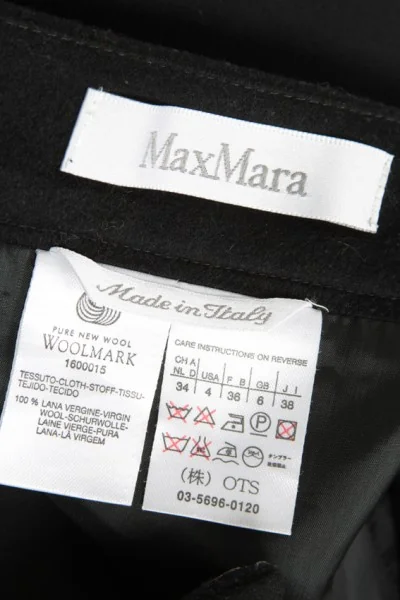 MaxMara
Made in Italy
PURE NEW WOOL
WOOLMARK
1600015
TESSUTO-CLOTH-STOFF-TISSU-
TEJIDO-TECIDO
100 % LANA VERGINE-VIRGIN
WOOL-SCHURWOLLE-
LAINE VIERGE-PURA
LANA-LÃ VIRGEM
CARE INSTRUCTIONS ON REVERSE
CH A
NL D USA F B GB J I
34 4 36 6 38
P
(株) OTS
03-5696-0120